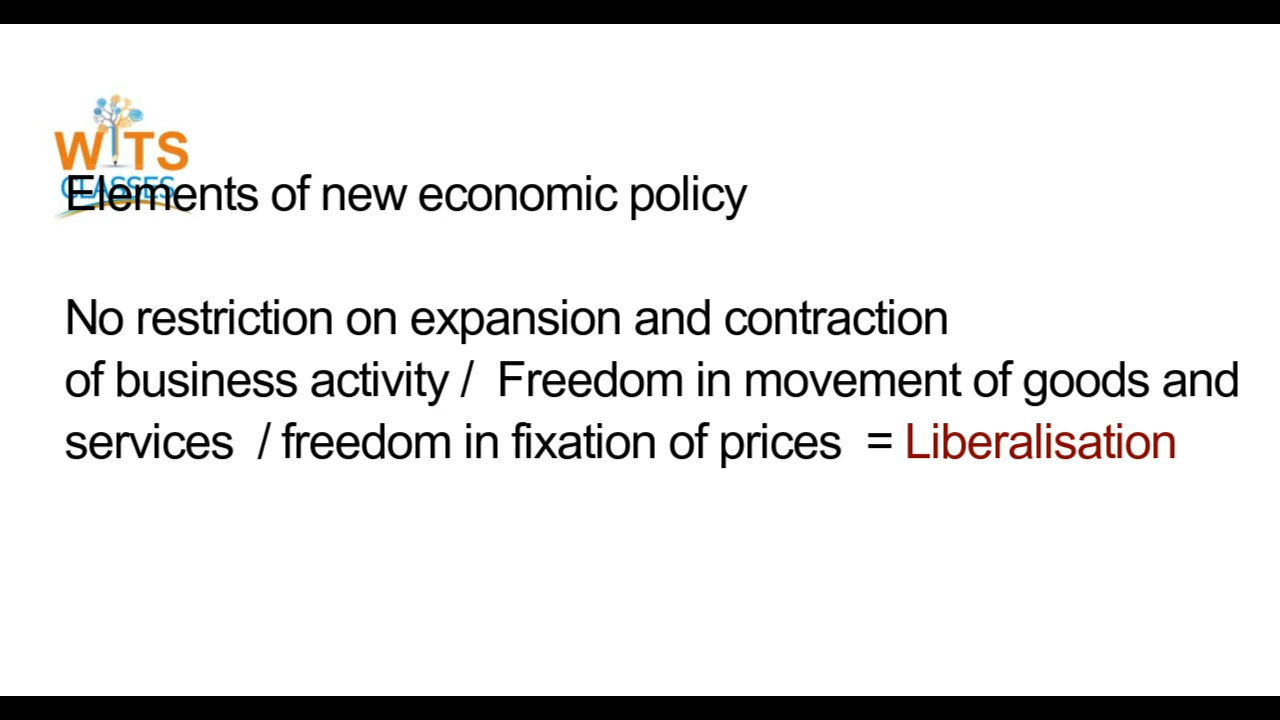 WITS
CLASSES
Elements of new economic policy
No restriction on expansion and contraction
of business activity / Freedom in movement of goods and
services / freedom in fixation of prices = Liberalisation